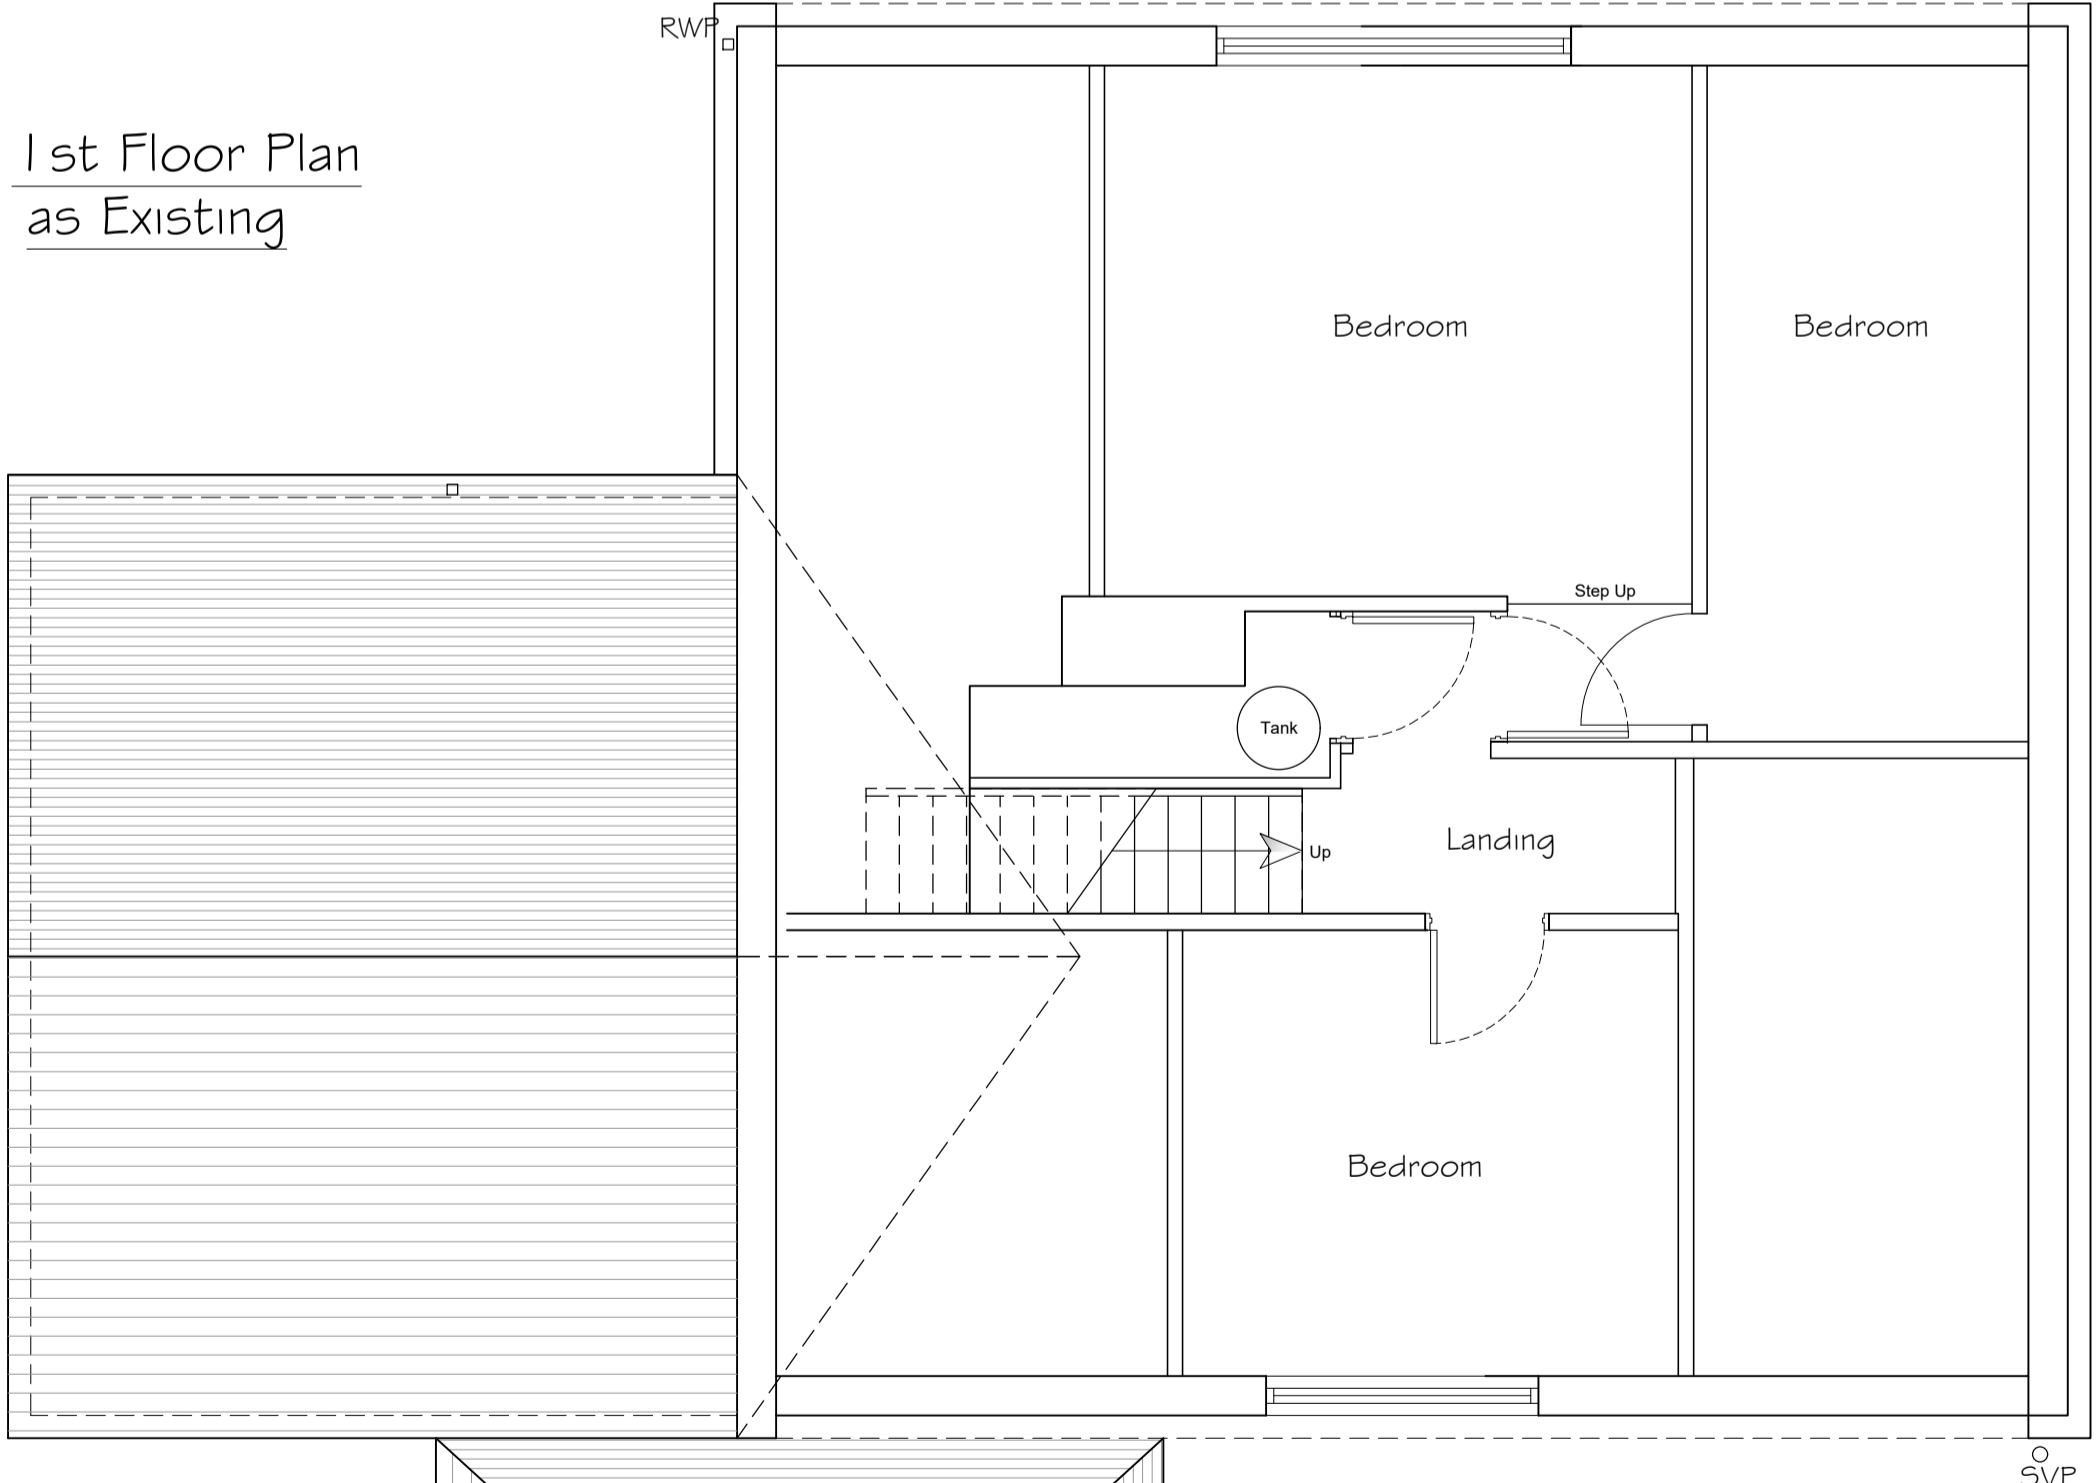 RWP
1st Floor Plan
as Existing
Bedroom
Bedroom
Step Up
Tank
Landing
Up
Bedroom
SVP